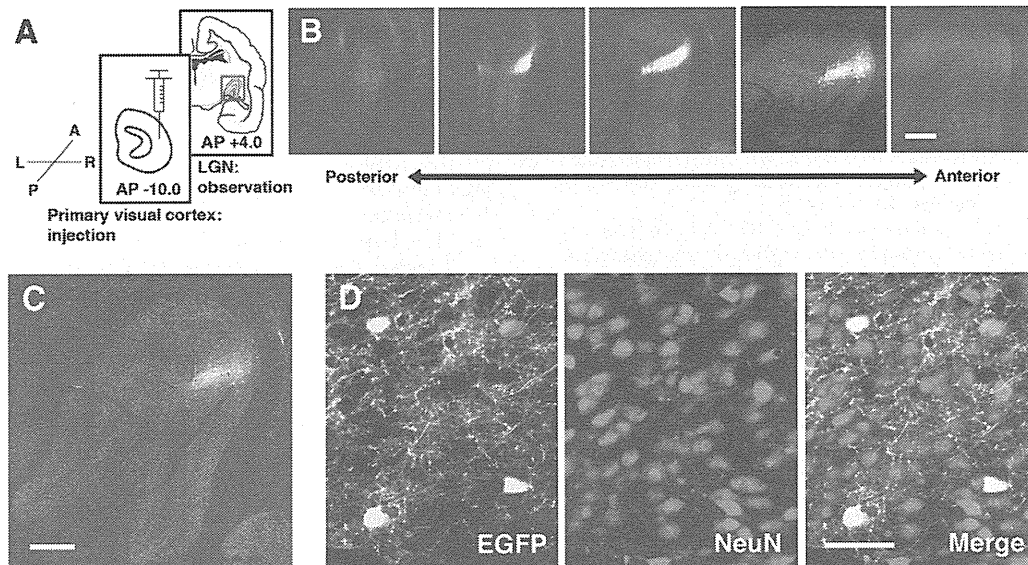 A
B
AP +4.0
A
L
R
P
AP -10.0
LGN:
observation
Primary visual cortex:
injection
Posterior
Anterior
C
D
EGFP
NeuN
Merge